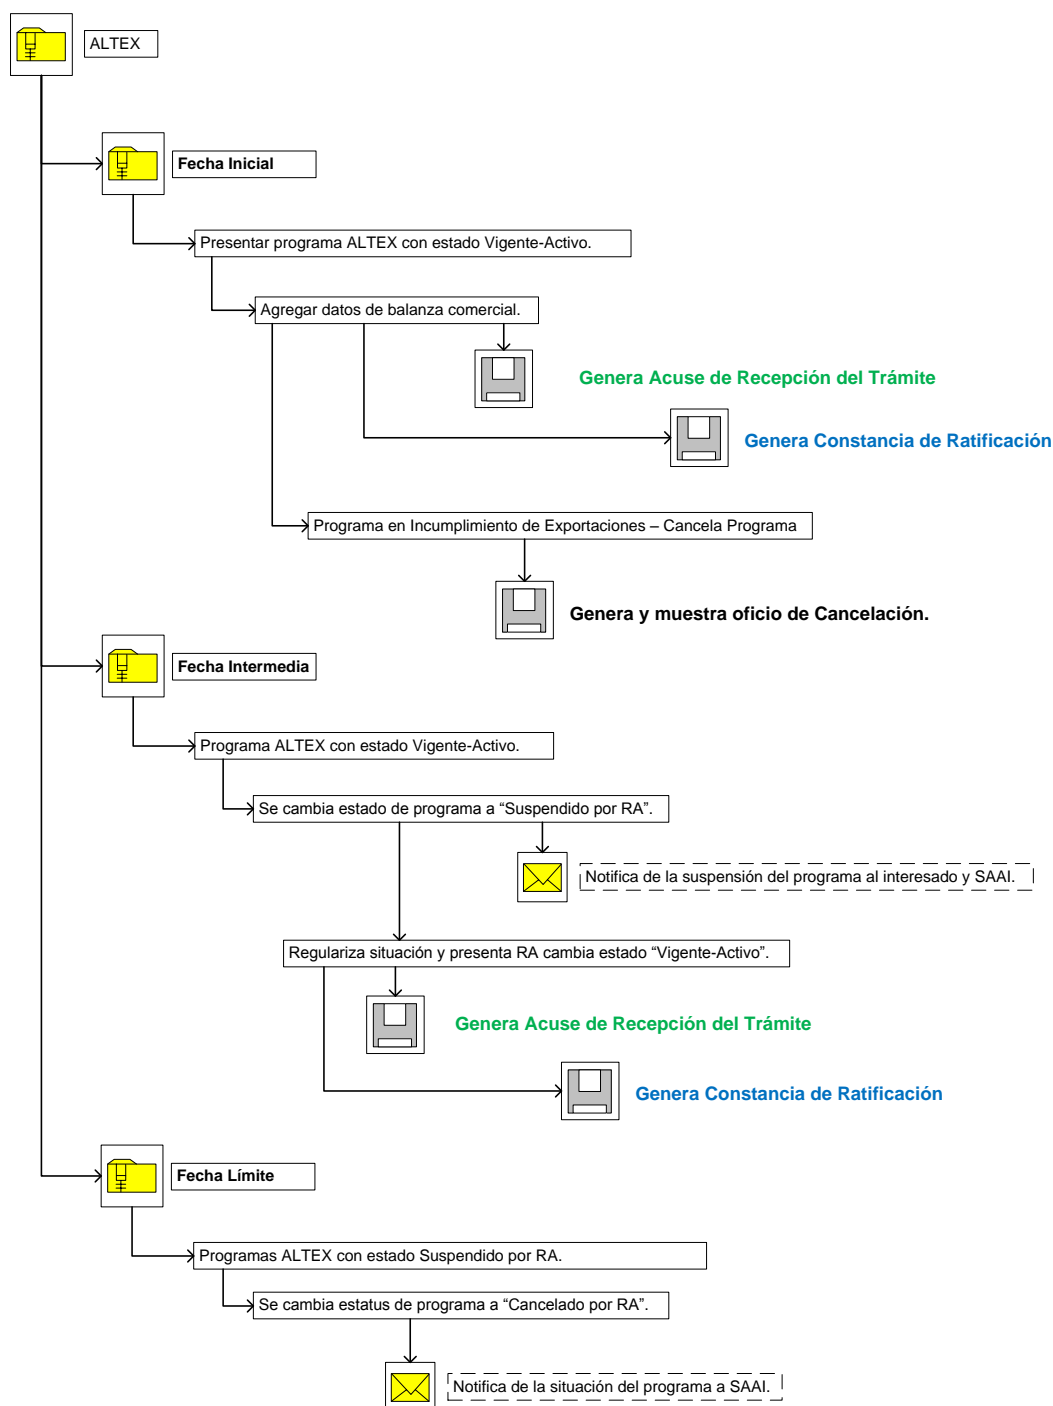 ALTEX
Fecha Inicial
Presentar programa ALTEX con estado Vigente-Activo.
Agregar datos de balanza comercial.
Genera Acuse de Recepción del Trámite
Genera Constancia de Ratificación
Programa en Incumplimiento de Exportaciones – Cancela Programa
Genera y muestra oficio de Cancelación.
Fecha Intermedia
Programa ALTEX con estado Vigente-Activo.
Se cambia estado de programa a “Suspendido por RA”.
Notifica de la suspensión del programa al interesado y SAAI.
Regulariza situación y presenta RA cambia estado “Vigente-Activo”.
Genera Acuse de Recepción del Trámite
Genera Constancia de Ratificación
Fecha Límite
Programas ALTEX con estado Suspendido por RA.
Se cambia estatus de programa a “Cancelado por RA”.
Notifica de la situación del programa a SAAI.